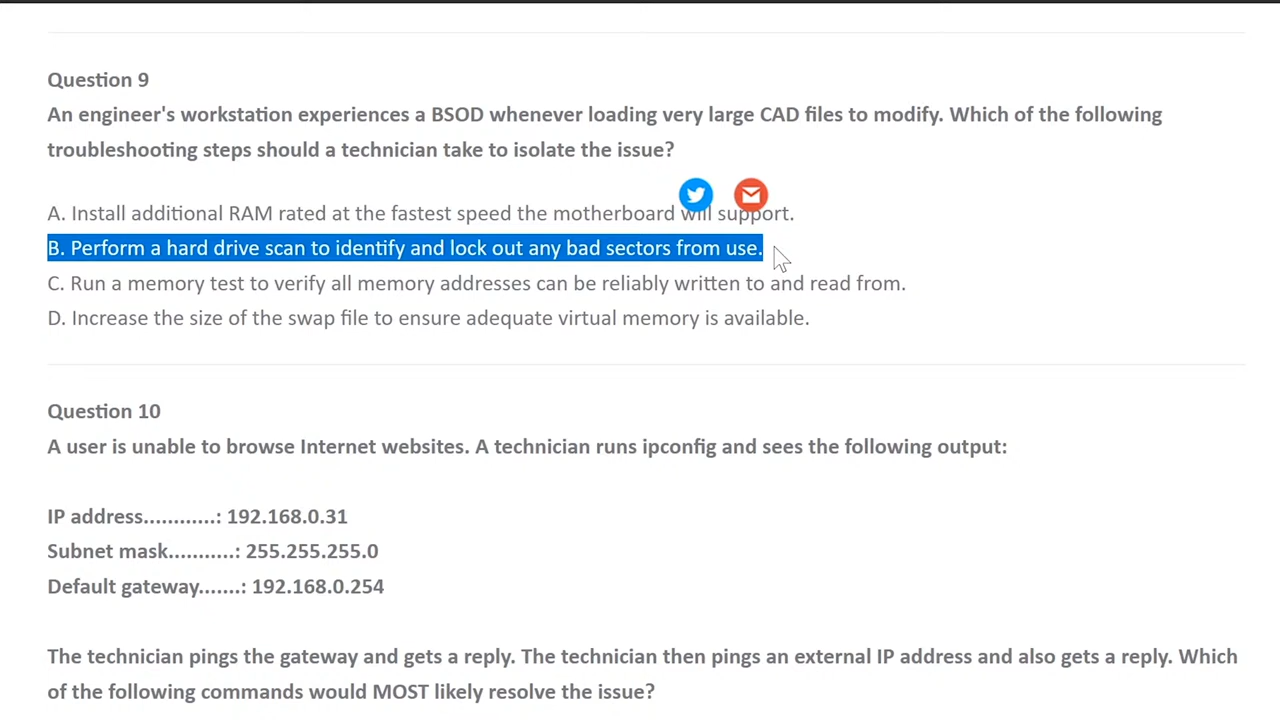 Question 9
An engineer's workstation experiences a BSOD whenever loading very large CAD files to modify. Which of the following
troubleshooting steps should a technician take to isolate the issue?
A. Install additional RAM rated at the fastest speed the motherboard will support.
B. Perform a hard drive scan to identify and lock out any bad sectors from use.
C. Run a memory test to verify all memory addresses can be reliably written to and read from.
D. Increase the size of the swap file to ensure adequate virtual memory is available.
Question 10
A user is unable to browse Internet websites. A technician runs ipconfig and sees the following output:
IP address............: 192.168.0.31
Subnet mask...........: 255.255.255.0
Default gateway.......: 192.168.0.254
The technician pings the gateway and gets a reply. The technician then pings an external IP address and also gets a reply. Which
of the following commands would MOST likely resolve the issue?